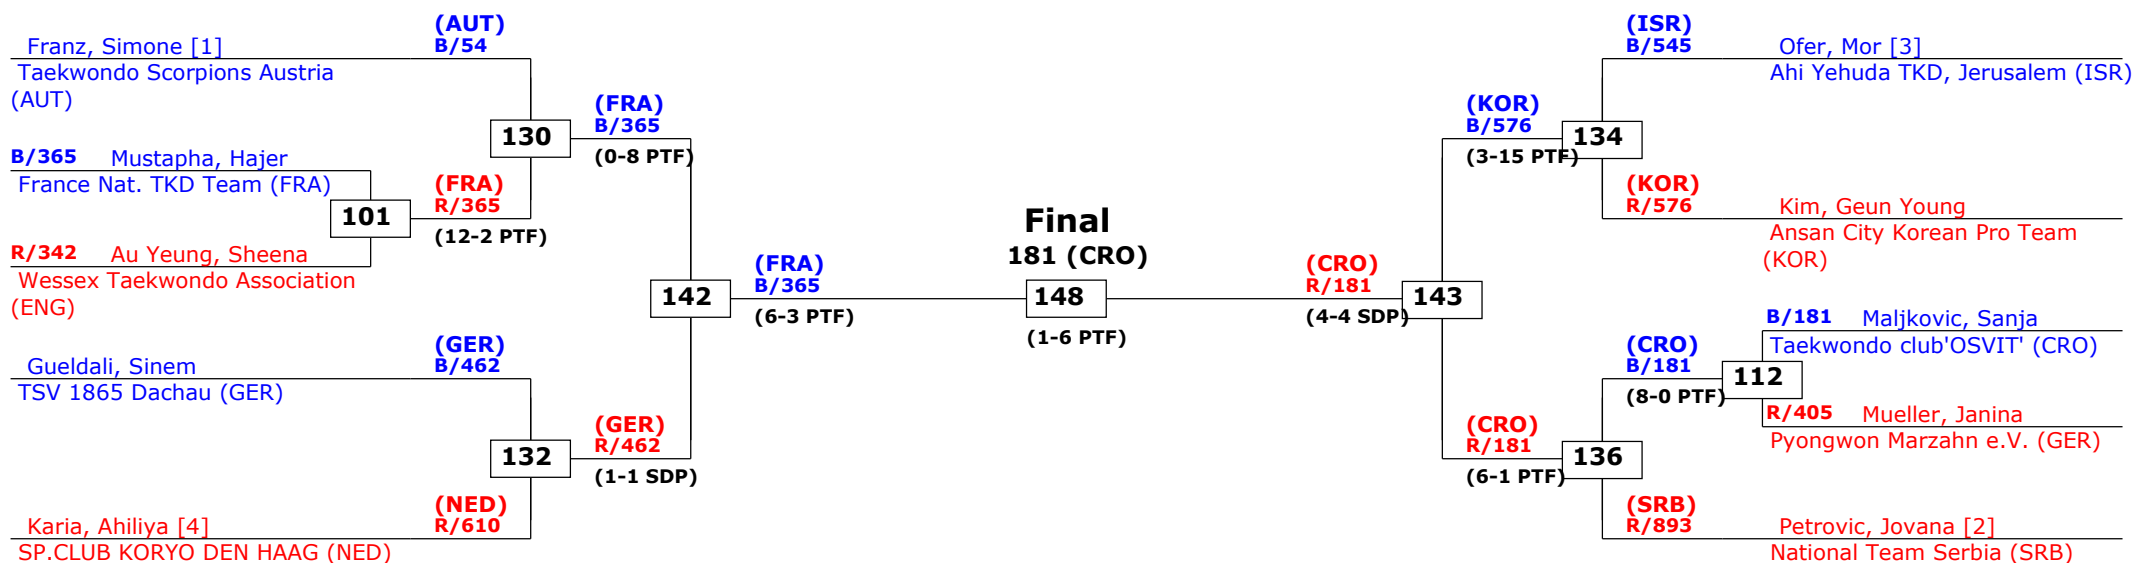 (AUT)
B/54
Franz, Simone [1]
Taekwondo Scorpions Austria
(AUT)
(FRA)
B/365
130
(0-8 PTF)
B/365 Mustapha, Hajer
France Nat. TKD Team (FRA)
(FRA)
R/365
101
(12-2 PTF)
R/342 Au Yeung, Sheena
Wessex Taekwondo Association
(ENG)
(FRA)
B/365
142
(6-3 PTF)
(GER)
B/462
Gueldali, Sinem
TSV 1865 Dachau (GER)
(GER)
R/462
132
(1-1 SDP)
(NED)
R/610
Karia, Ahiliya [4]
SP.CLUB KORYO DEN HAAG (NED)
Final
181 (CRO)
148
(1-6 PTF)
(ISR)
B/545
Ofer, Mor [3]
Ahi Yehuda TKD, Jerusalem (ISR)
(KOR)
B/576
134
(3-15 PTF)
(KOR)
R/576
Kim, Geun Young
Ansan City Korean Pro Team
(KOR)
(CRO)
R/181
143
(4-4 SDP)
B/181 Maljkovic, Sanja
Taekwondo club'OSVIT' (CRO)
(CRO)
B/181
112
(8-0 PTF)
R/405 Mueller, Janina
Pyongwon Marzahn e.V. (GER)
(CRO)
R/181
136
(6-1 PTF)
(SRB)
R/893
Petrovic, Jovana [2]
National Team Serbia (SRB)